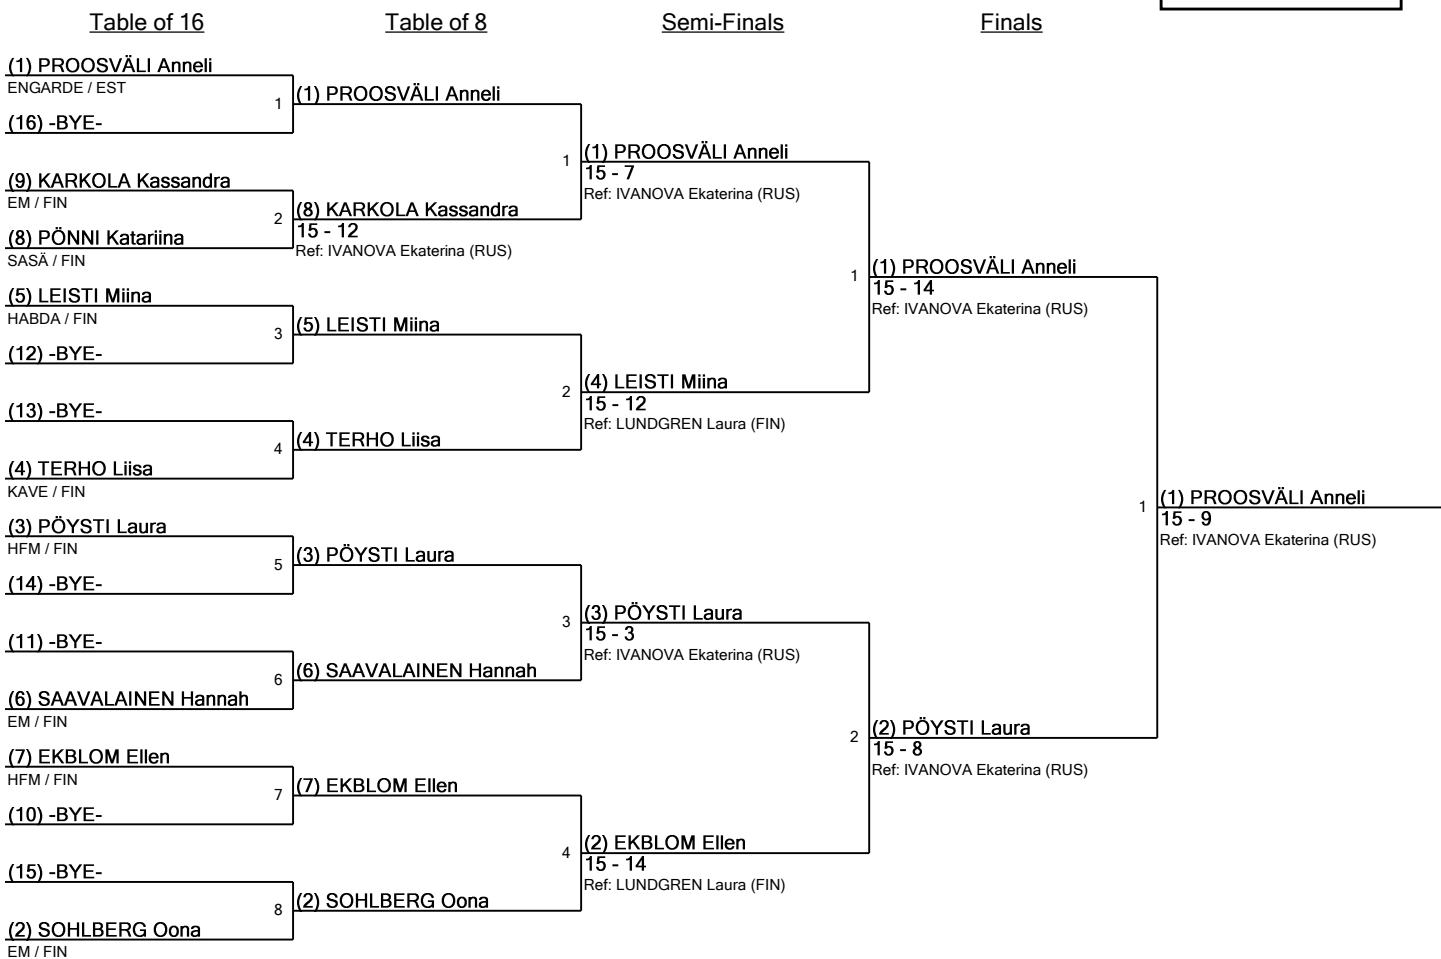 Table of 16
Table of 8
Semi-Finals
Finals
(1) PROOSVÄLI Anneli
ENGARDE / EST
1
(16) -BYE-
(9) KARKOLA Kassandra
EM / FIN
2
(8) PÖNNI Katariina
SASÄ / FIN
(5) LEISTI Miina
HABDA / FIN
3
(12) -BYE-
(13) -BYE-
4
(4) TERHO Liisa
KAVE / FIN
(3) PÖYSTI Laura
HFM / FIN
5
(14) -BYE-
(11) -BYE-
6
(6) SAAVALAINEN Hannah
EM / FIN
(7) EKBLOM Ellen
HFM / FIN
7
(10) -BYE-
(15) -BYE-
8
(2) SOHLBERG Oona
EM / FIN
(1) PROOSVÄLI Anneli
1
(8) KARKOLA Kassandra
15 - 12
Ref: IVANOVA Ekaterina (RUS)
(5) LEISTI Miina
2
(4) TERHO Liisa
(3) PÖYSTI Laura
3
(6) SAAVALAINEN Hannah
(7) EKBLOM Ellen
4
(2) SOHLBERG Oona
(1) PROOSVÄLI Anneli
15 - 7
Ref: IVANOVA Ekaterina (RUS)
1
(4) LEISTI Miina
15 - 12
Ref: LUNDGREN Laura (FIN)
(3) PÖYSTI Laura
15 - 3
Ref: IVANOVA Ekaterina (RUS)
2
(2) EKBLOM Ellen
15 - 14
Ref: LUNDGREN Laura (FIN)
(1) PROOSVÄLI Anneli
15 - 14
Ref: IVANOVA Ekaterina (RUS)
1
(2) PÖYSTI Laura
15 - 8
Ref: IVANOVA Ekaterina (RUS)
(1) PROOSVÄLI Anneli
15 - 9
Ref: IVANOVA Ekaterina (RUS)